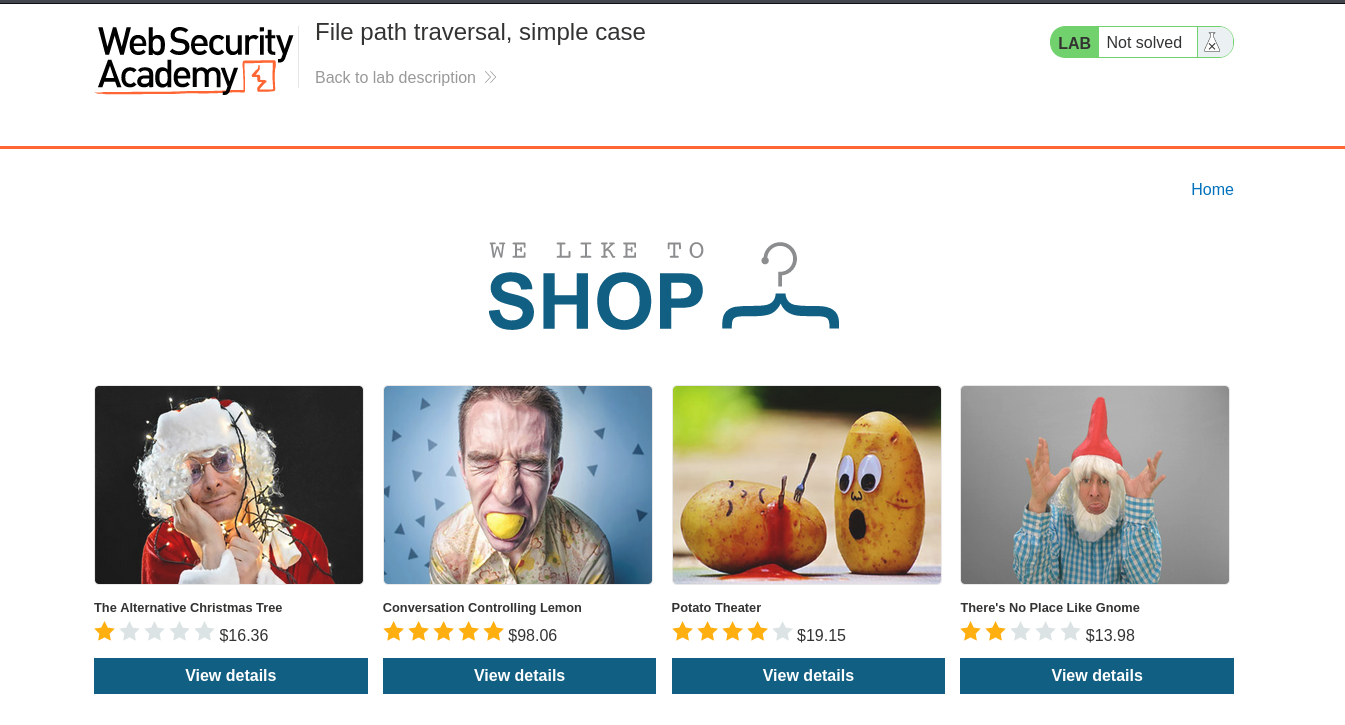 Web Security
Academy
File path traversal, simple case
Back to lab description
LAB Not solved
Home
WE LIKE TO
SHOP
The Alternative Christmas Tree
$16.36
View details
Conversation Controlling Lemon
$98.06
View details
Potato Theater
$19.15
View details
There's No Place Like Gnome
$13.98
View details